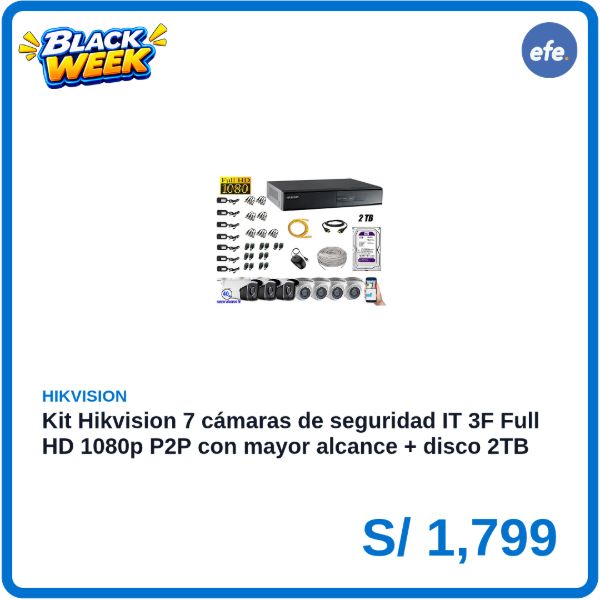 BLACK
WEEK
efe.
Full HD
1080
2 TB
HIKVISION
Kit Hikvision 7 cámaras de seguridad IT 3F Full
HD 1080p P2P con mayor alcance + disco 2TB
S/ 1,799